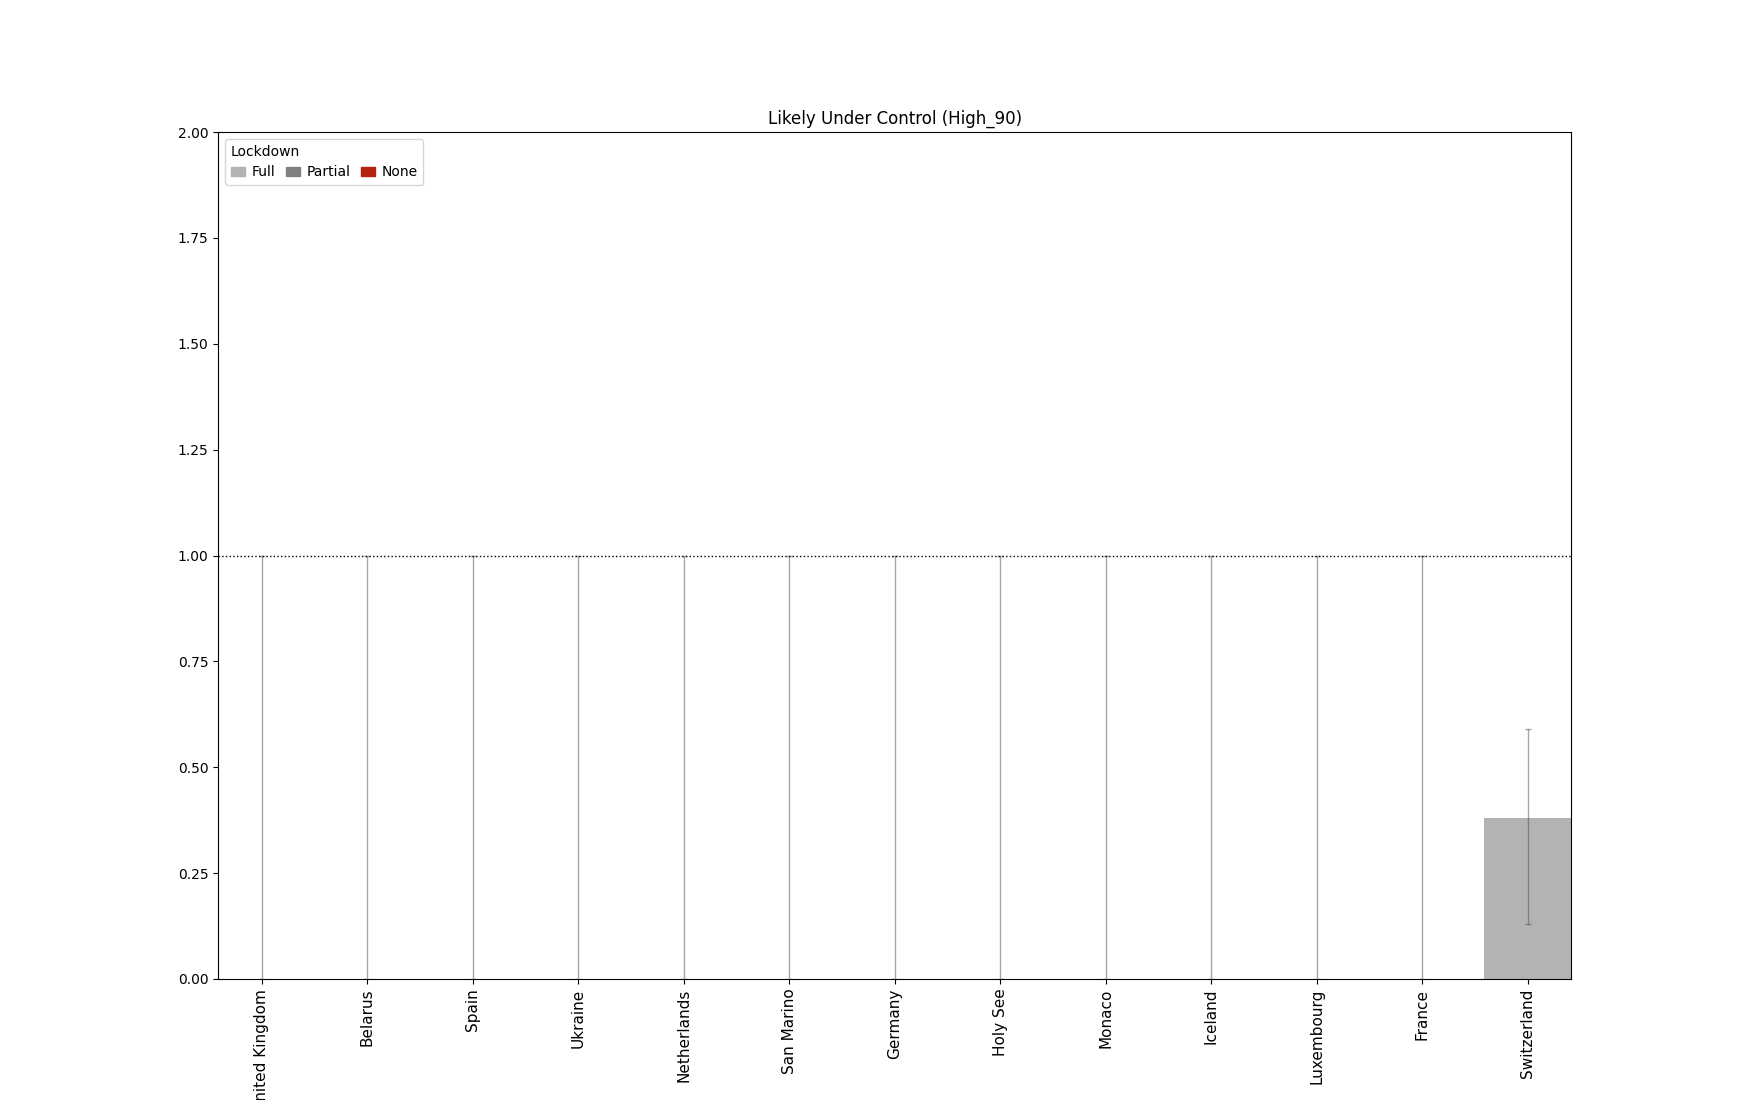 Likely Under Control (High_90)
2.00
Lockdown
Full Partial None
1.75
1.50
1.25
1.00
0.75
0.50
0.25
0.00
nited Kingdom
Belarus
Spain
Ukraine
Netherlands
San Marino
Germany
Holy See
Monaco
Iceland
Luxembourg
France
Switzerland